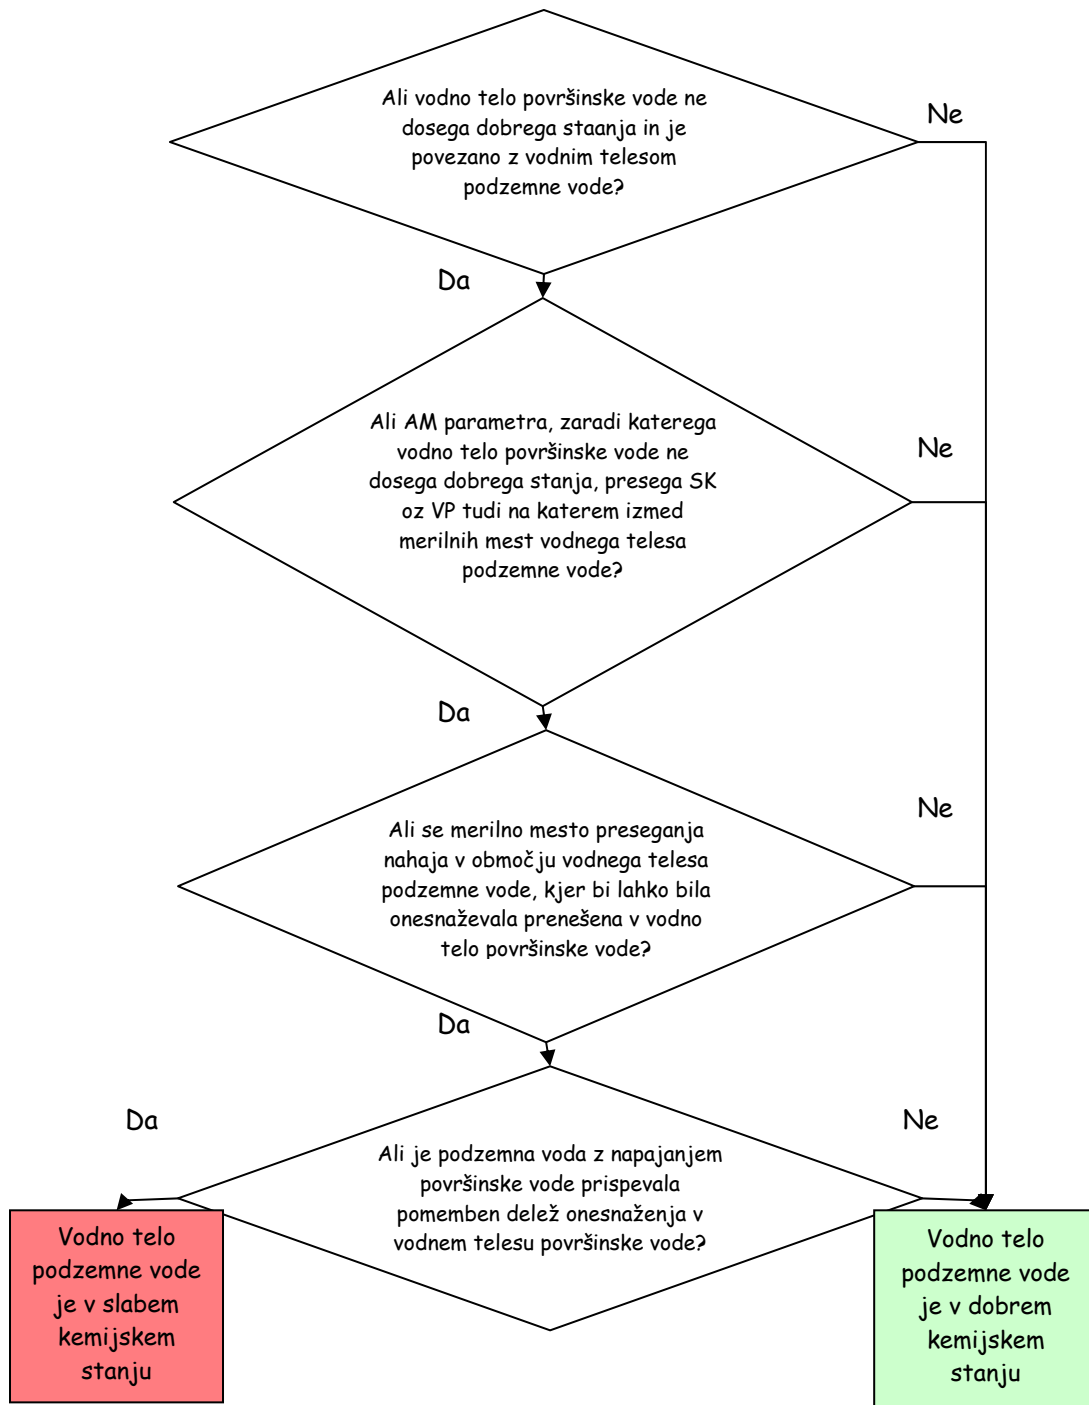 Ali vodno telo površinske vode ne
dosega dobrega staanja in je
povezano z vodnim telesom
podzemne vode?
Ne
Da
Ali AM parametra, zaradi katerega
vodno telo površinske vode ne
dosega dobrega stanja, presega SK
oz VP tudi na katerem izmed
merilnih mest vodnega telesa
podzemne vode?
Ne
Da
Ali se merilno mesto preseganja
nahaja v območju vodnega telesa
podzemne vode, kjer bi lahko bila
onesnaževala prenešena v vodno
telo površinske vode?
Ne
Da
Ali je podzemna voda z napajanjem
površinske vode prispevala
pomemben delež onesnaženja v
vodnem telesu površinske vode?
Da
Ne
Vodno telo
podzemne vode
je v slabem
kemijskem
stanju
Vodno telo
podzemne vode
je v dobrem
kemijskem
stanju